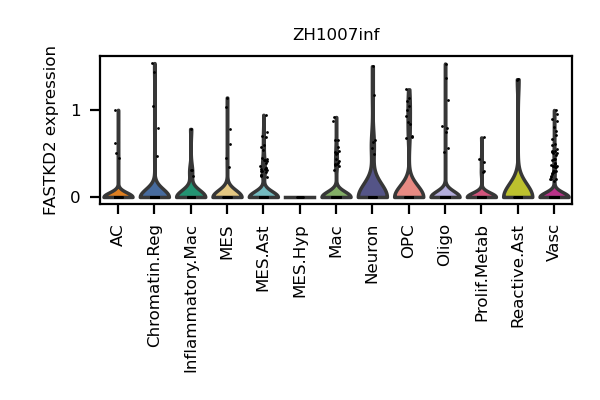 ZH1007inf
FASTKD2 expression
1
0
AC
Chromatin.Reg
Inflammatory.Mac
MES
MES.Ast
MES.Hyp
Mac
Neuron
OPC
Oligo
Prolif.Metab
Reactive.Ast
Vasc